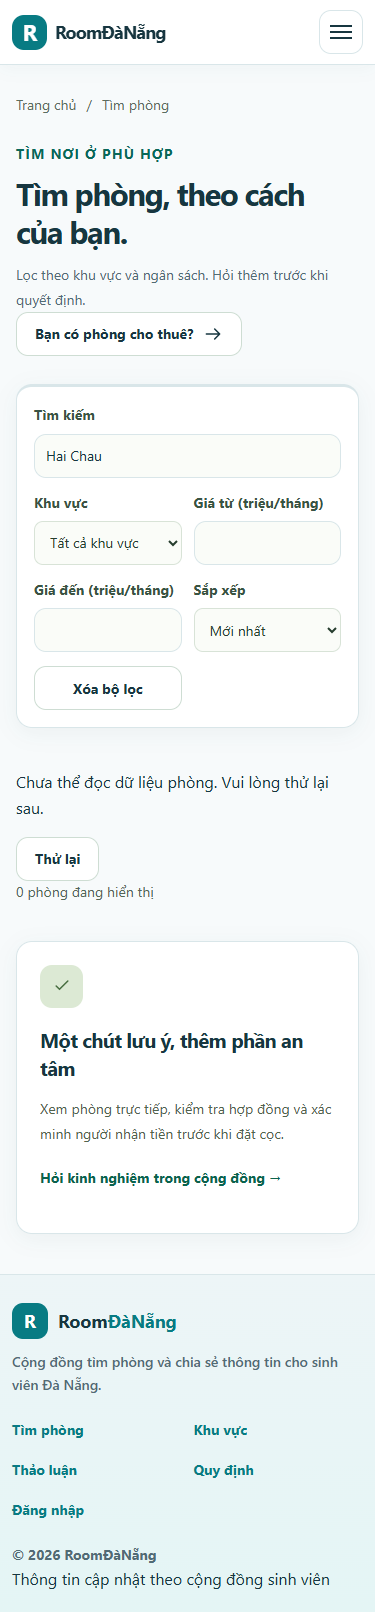 R RoomĐàNẵng
Trang chủ / Tìm phòng
TÌM NƠI Ở PHÙ HỢP
Tìm phòng, theo cách
của bạn.
Lọc theo khu vực và ngân sách. Hỏi thêm trước khi
quyết định.
Bạn có phòng cho thuê? →
Tìm kiếm
Hai Chau
Khu vực Giá từ (triệu/tháng)
Tất cả khu vực
Giá đến (triệu/tháng) Sắp xếp
Mới nhất
Xóa bộ lọc
Chưa thể đọc dữ liệu phòng. Vui lòng thử lại
sau.
Thử lại
0 phòng đang hiển thị
Một chút lưu ý, thêm phần an
tâm
Xem phòng trực tiếp, kiểm tra hợp đồng và xác
minh người nhận tiền trước khi đặt cọc.
Hỏi kinh nghiệm trong cộng đồng →
R RoomĐàNẵng
Cộng đồng tìm phòng và chia sẻ thông tin cho sinh
viên Đà Nẵng.
Tìm phòng Khu vực
Thảo luận Quy định
Đăng nhập
© 2026 RoomĐàNẵng
Thông tin cập nhật theo cộng đồng sinh viên